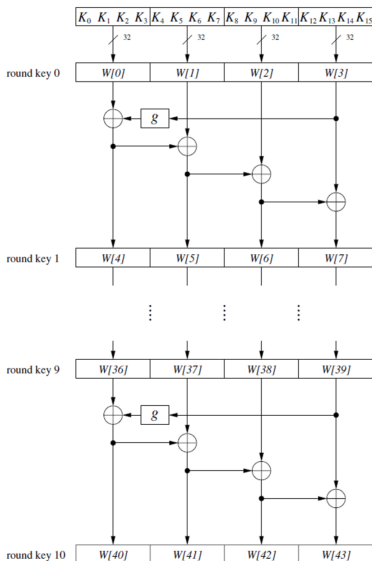 K₀ K₁ K₂ K₃ K₄ K₅ K₆ K₇ K₈ K₉ K₁₀ K₁₁ K₁₂ K₁₃ K₁₄ K₁₅
32 32 32 32
round key 0 W[0] W[1] W[2] W[3]
g
round key 1 W[4] W[5] W[6] W[7]
round key 9 W[36] W[37] W[38] W[39]
g
round key 10 W[40] W[41] W[42] W[43]